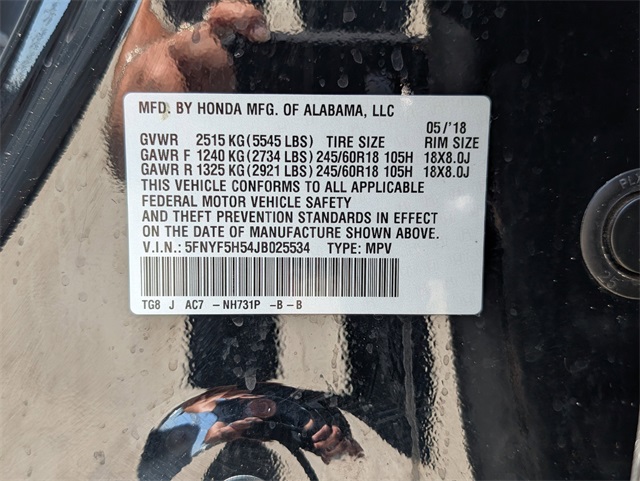 MFD. BY HONDA MFG. OF ALABAMA, LLC
05/'18
GVWR 2515 KG (5545 LBS) TIRE SIZE RIM SIZE
GAWR F 1240 KG (2734 LBS) 245/60R18 105H 18X8.0J
GAWR R 1325 KG (2921 LBS) 245/60R18 105H 18X8.0J
THIS VEHICLE CONFORMS TO ALL APPLICABLE
FEDERAL MOTOR VEHICLE SAFETY
AND THEFT PREVENTION STANDARDS IN EFFECT
ON THE DATE OF MANUFACTURE SHOWN ABOVE.
V.I.N.: 5FNYF5H54JB025534 TYPE: MPV
TG8 J AC7 - NH731P -B - B